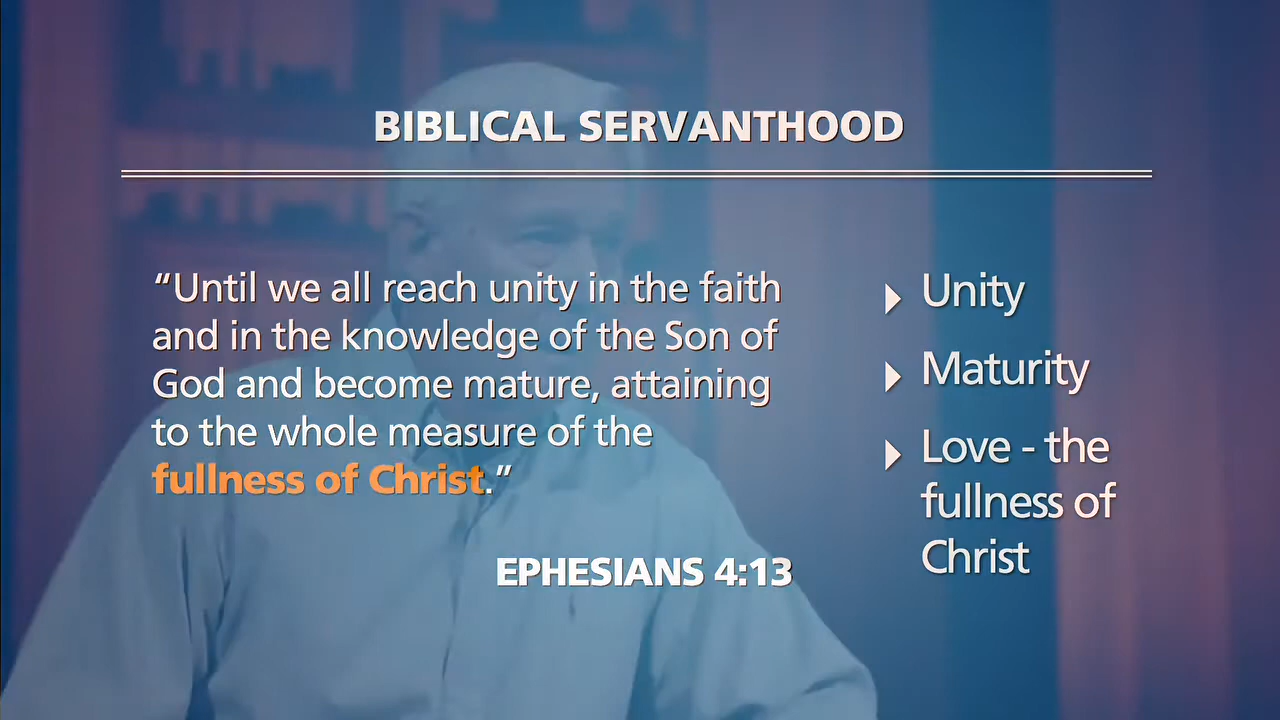 BIBLICAL SERVANTHOOD
“Until we all reach unity in the faith
and in the knowledge of the Son of
God and become mature, attaining
to the whole measure of the
fullness of Christ.”
EPHESIANS 4:13
Unity
Maturity
Love - the
fullness of
Christ